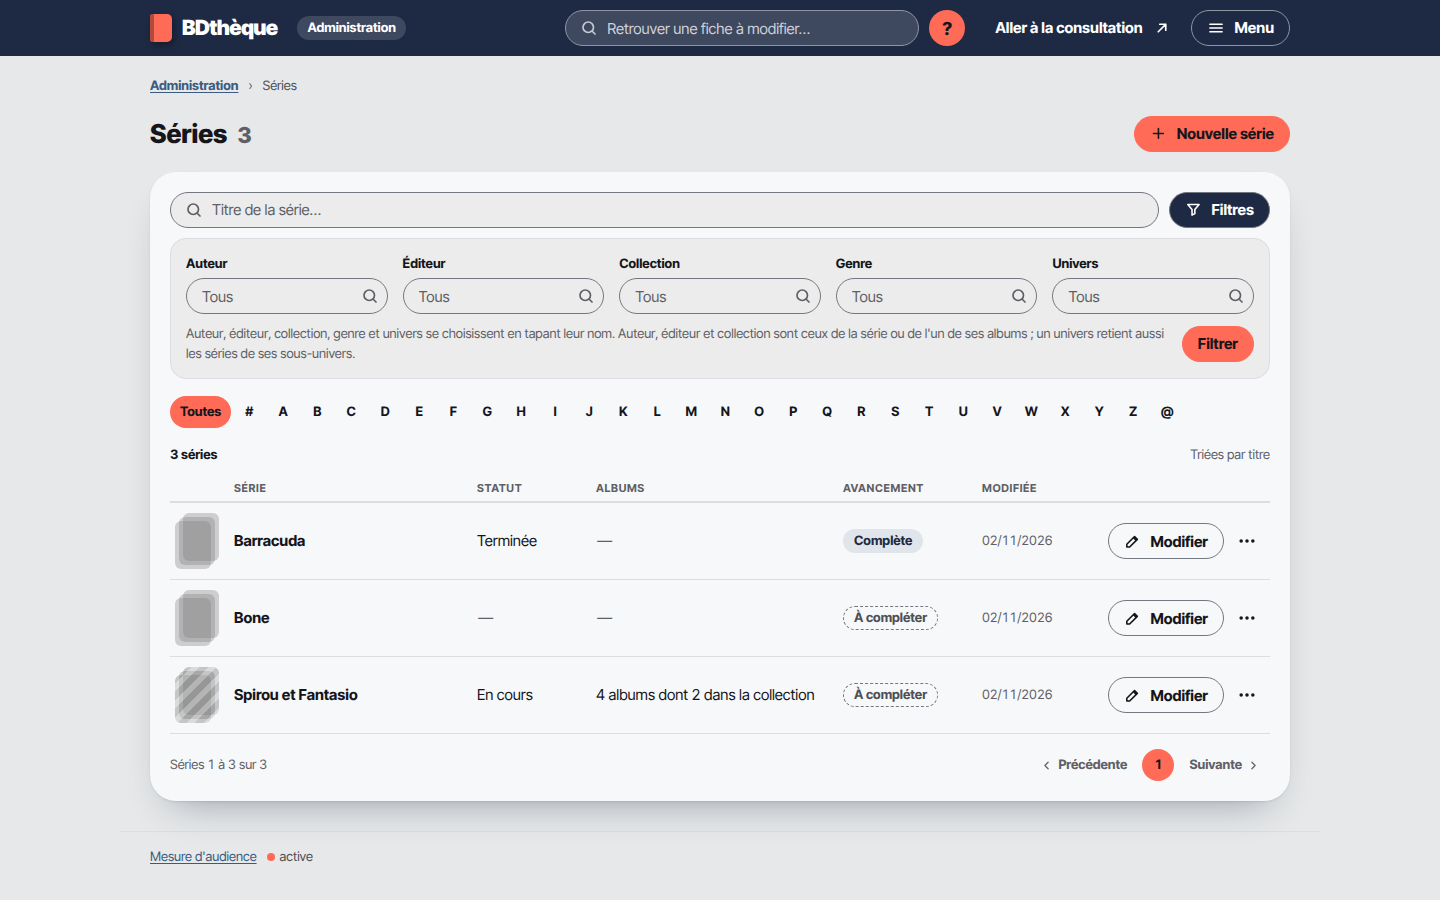 BDthèque
Administration
Retrouver une fiche à modifier...
?
Aller à la consultation
Menu
Administration › Séries
Séries 3
Nouvelle série
Titre de la série...
Filtres
Auteur
Éditeur
Collection
Genre
Univers
Tous
Tous
Tous
Tous
Tous
Auteur, éditeur, collection, genre et univers se choisissent en tapant leur nom. Auteur, éditeur et collection sont ceux de la série ou de l'un de ses albums ; un univers retient aussi
les séries de ses sous-univers.
Filtrer
Toutes # A B C D E F G H I J K L M N O P Q R S T U V W X Y Z @
3 séries
Triées par titre
SÉRIE STATUT ALBUMS AVANCEMENT MODIFIÉE
Barracuda Terminée — Complète 02/11/2026 Modifier
Bone — — À compléter 02/11/2026 Modifier
Spirou et Fantasio En cours 4 albums dont 2 dans la collection À compléter 02/11/2026 Modifier
Séries 1 à 3 sur 3
‹ Précédente 1 Suivante ›
Mesure d'audience active